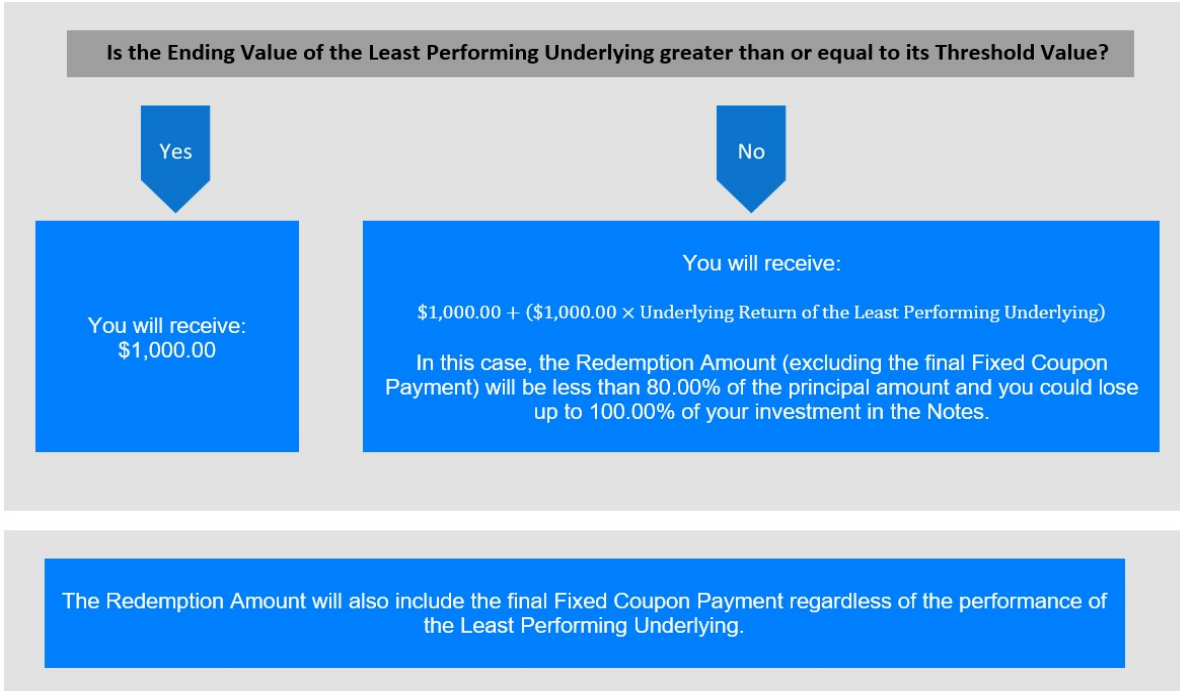 Is the Ending Value of the Least Performing Underlying greater than or equal to its Threshold Value?
Yes
No
You will receive:
$1,000.00
You will receive:
$1,000.00 + ($1,000.00 × Underlying Return of the Least Performing Underlying)
In this case, the Redemption Amount (excluding the final Fixed Coupon
Payment) will be less than 80.00% of the principal amount and you could lose
up to 100.00% of your investment in the Notes.
The Redemption Amount will also include the final Fixed Coupon Payment regardless of the performance of
the Least Performing Underlying.